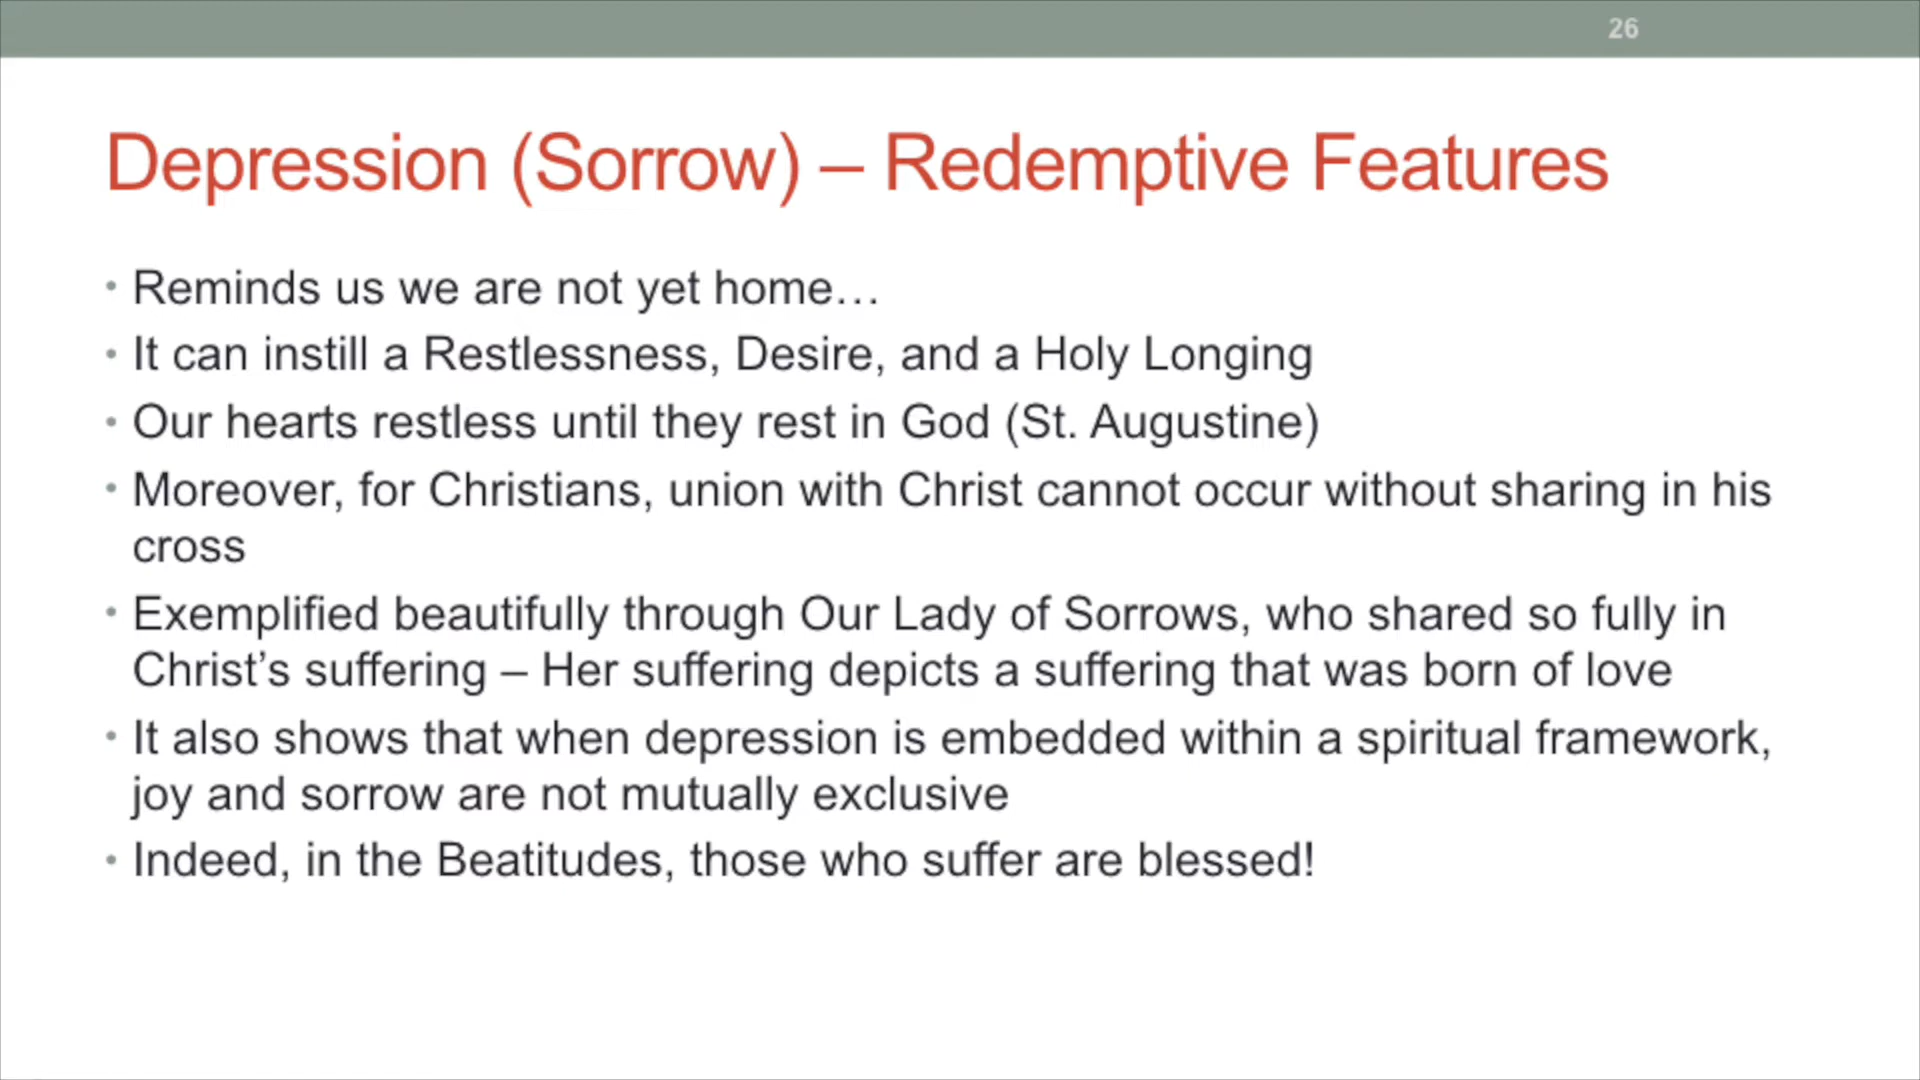 26
Depression (Sorrow) – Redemptive Features
• Reminds us we are not yet home…
• It can instill a Restlessness, Desire, and a Holy Longing
• Our hearts restless until they rest in God (St. Augustine)
• Moreover, for Christians, union with Christ cannot occur without sharing in his
cross
• Exemplified beautifully through Our Lady of Sorrows, who shared so fully in
Christ’s suffering – Her suffering depicts a suffering that was born of love
• It also shows that when depression is embedded within a spiritual framework,
joy and sorrow are not mutually exclusive
• Indeed, in the Beatitudes, those who suffer are blessed!